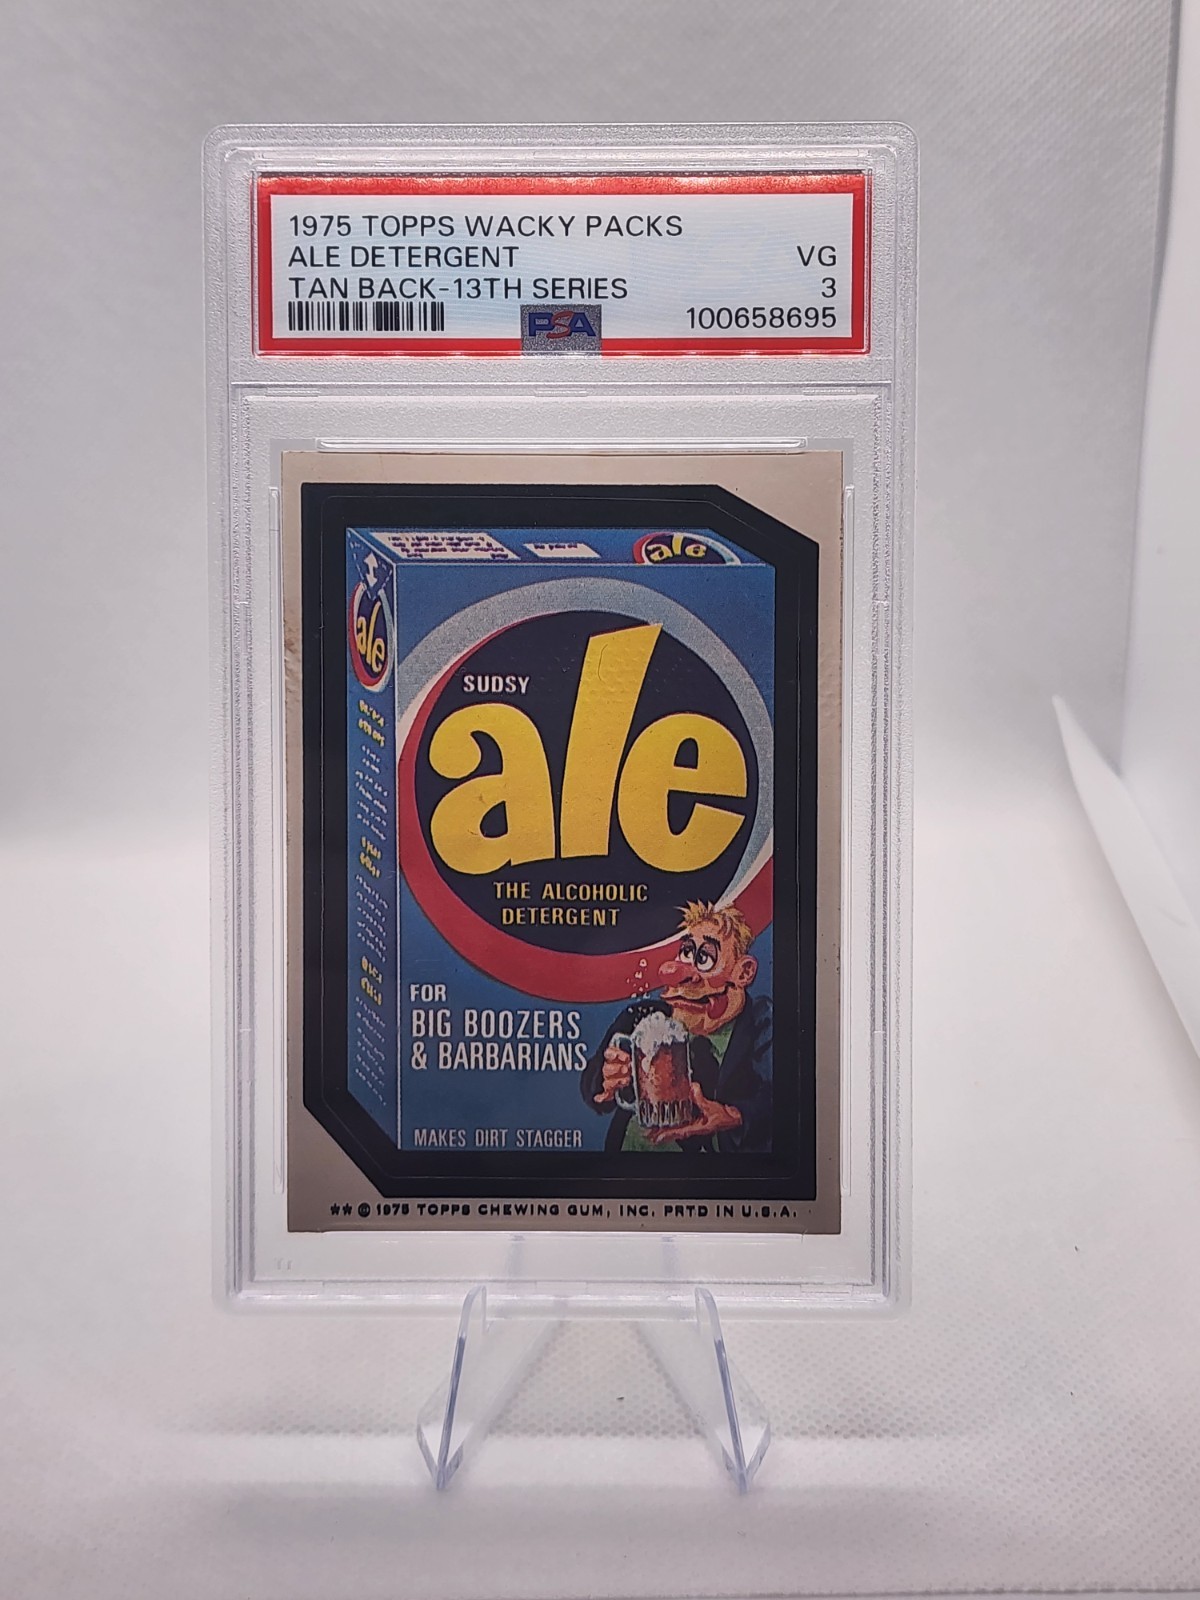 1975 TOPPS WACKY PACKS
ALE DETERGENT VG
TAN BACK-13TH SERIES 3
PSA 100658695
ale
ale
SUDSY
ale
THE ALCOHOLIC
DETERGENT
FOR
BIG BOOZERS
& BARBARIANS
MAKES DIRT STAGGER
** © 1975 TOPPS CHEWING GUM, INC. PRTD IN U.S.A.